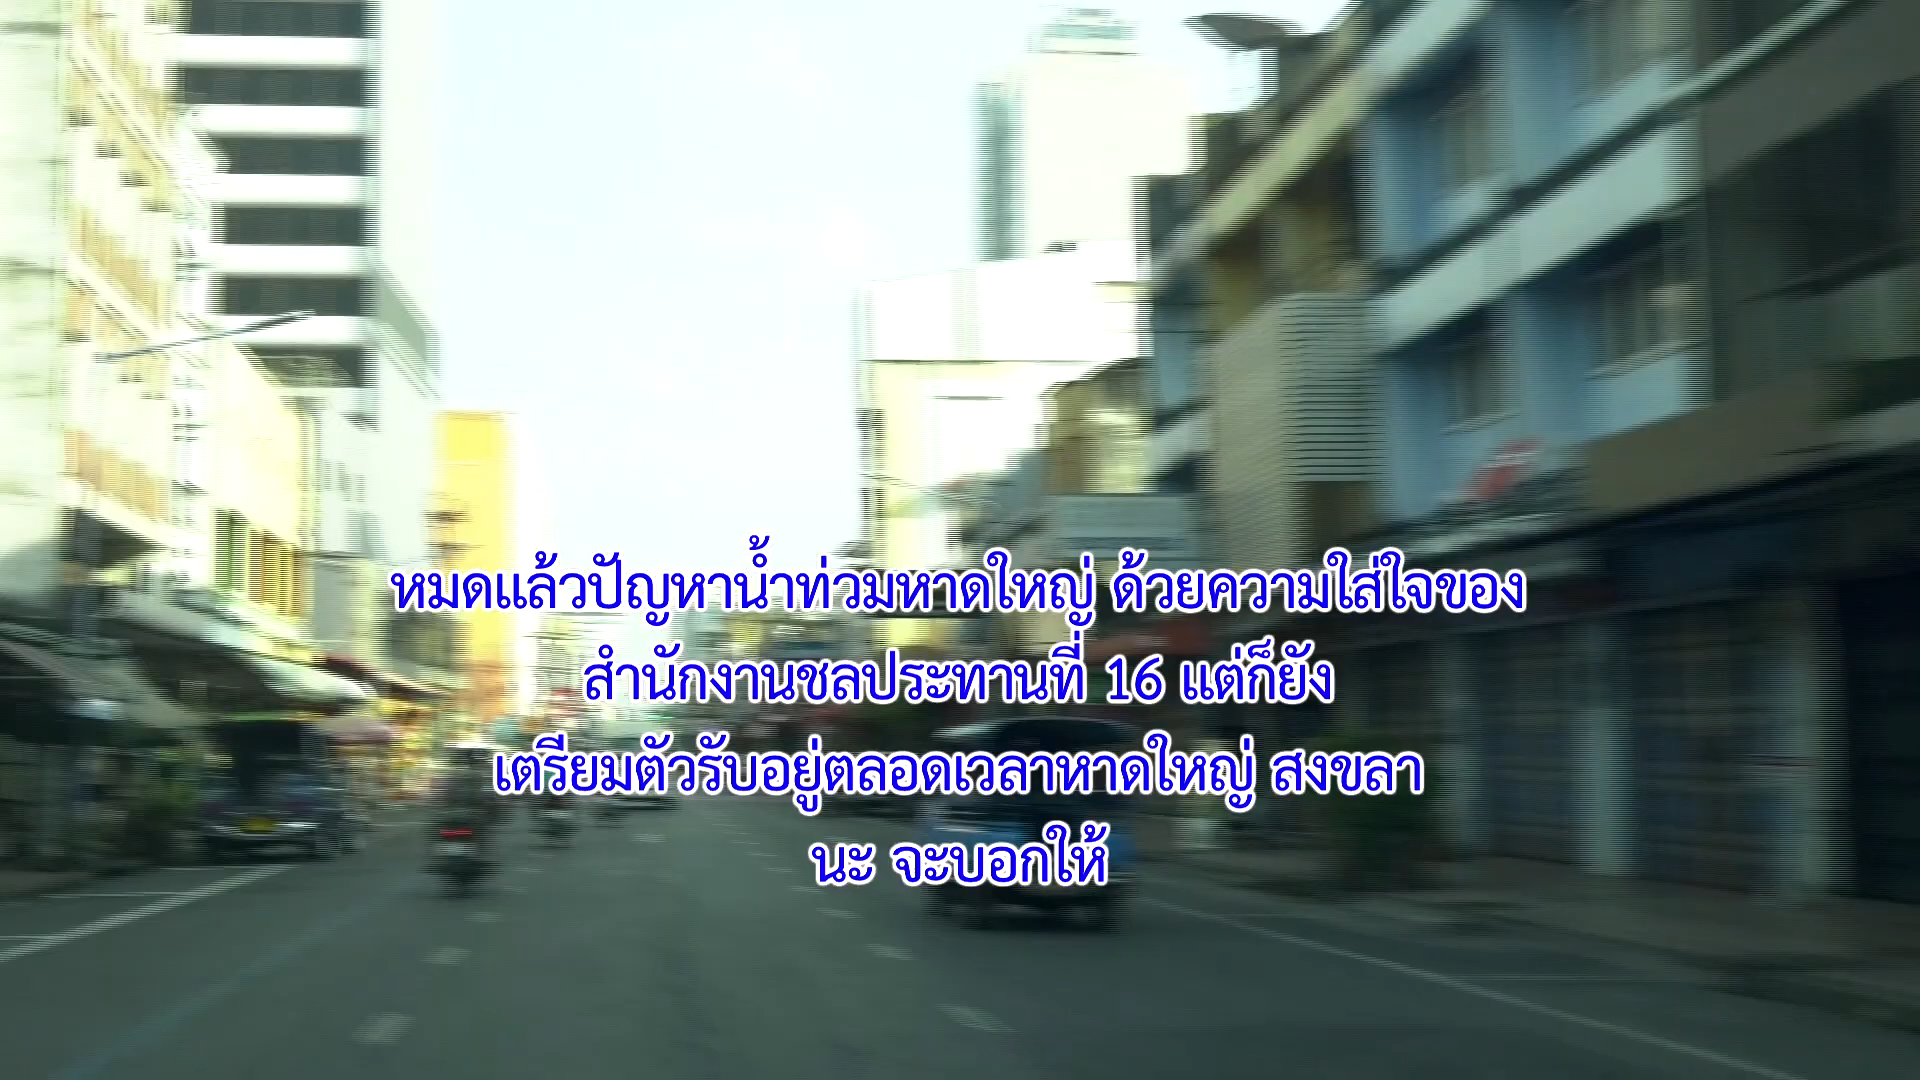 หมดแล้วปัญหาน้ำท่วมหาดใหญ่ ด้วยความใส่ใจของ
สำนักงานชลประทานที่ 16 แต่ก็ยัง
เตรียมตัวรับอยู่ตลอดเวลาหาดใหญ่ สงขลา
นะ จะบอกให้